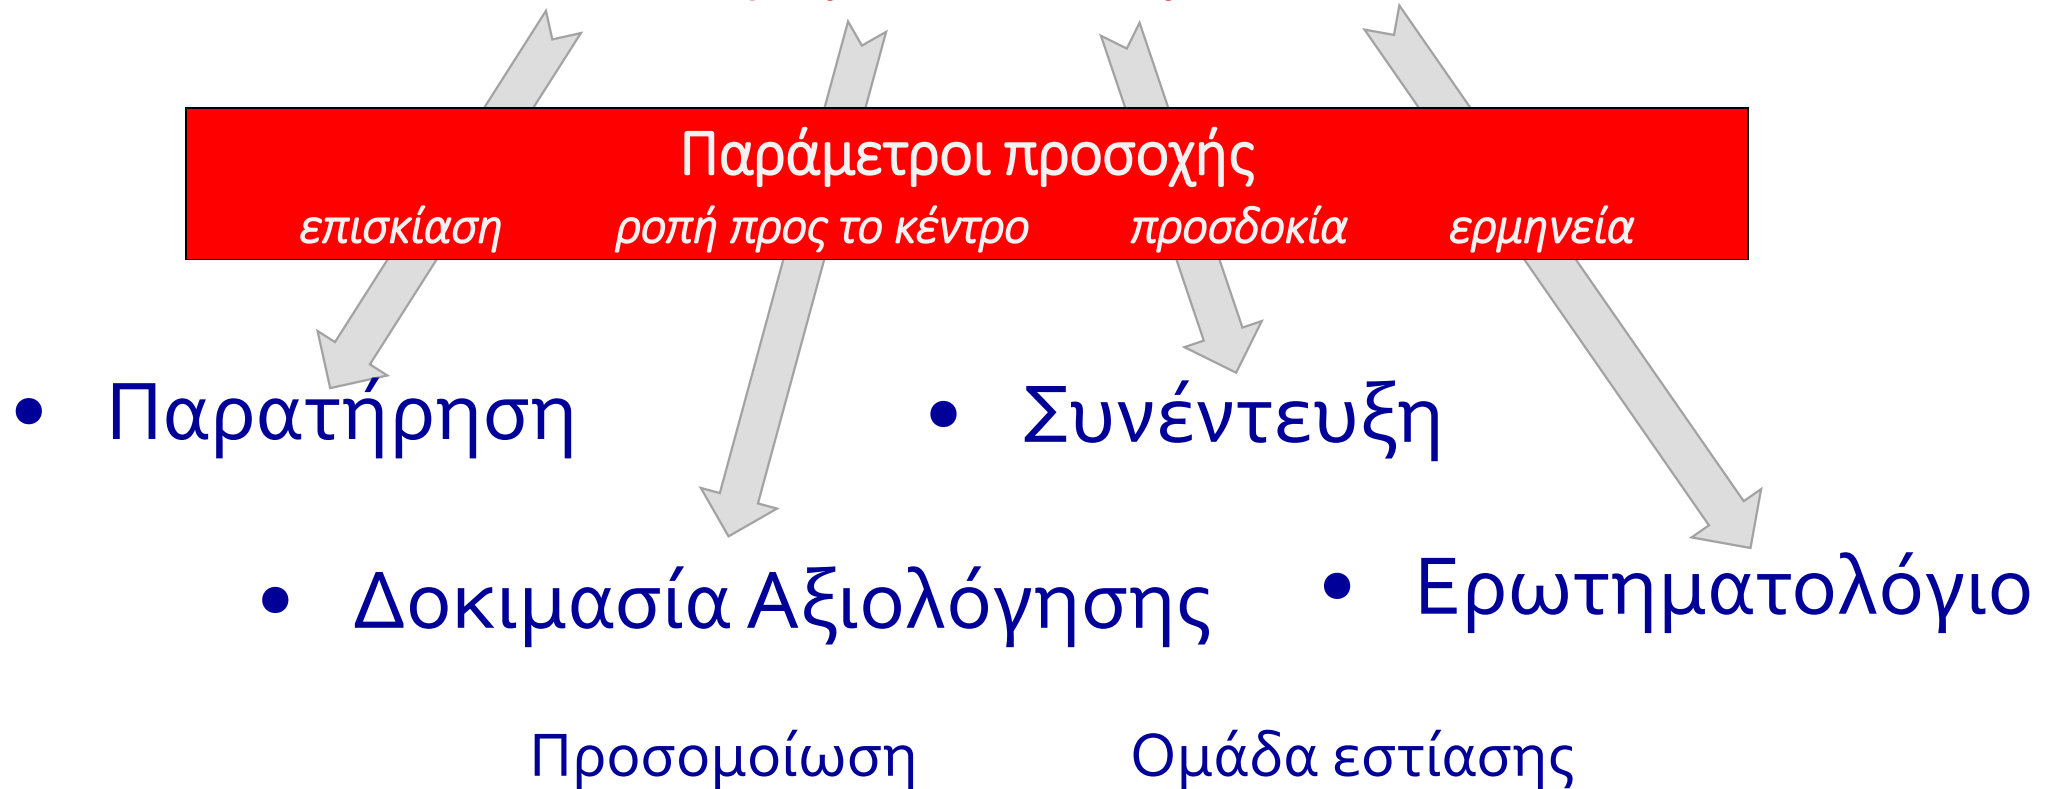 Παράμετροι προσοχής
επισκίαση ροπή προς το κέντρο προσδοκία ερμηνεία
• Παρατήρηση
• Συνέντευξη
• Δοκιμασία Αξιολόγησης
• Ερωτηματολόγιο
Προσομοίωση Ομάδα εστίασης